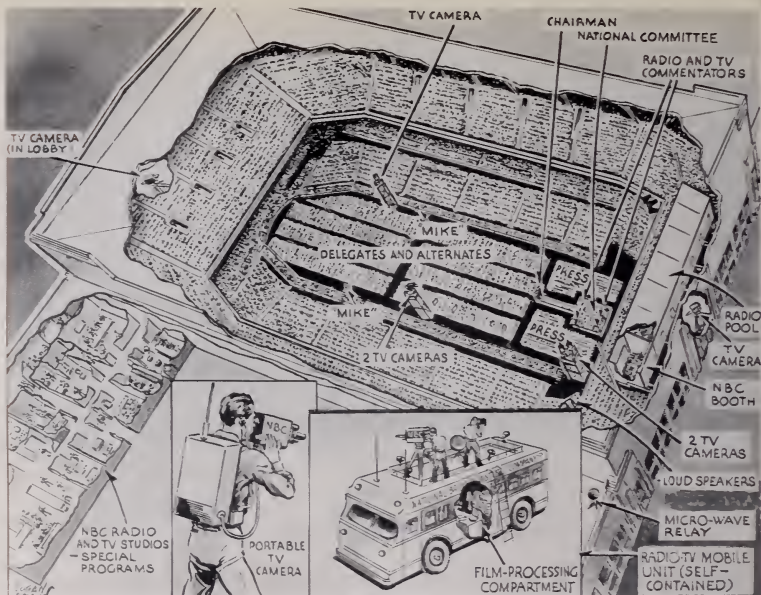 TV CAMERA
CHAIRMAN
NATIONAL COMMITTEE
RADIO AND TV
COMMENTATORS
TV CAMERA
(IN LOBBY)
"MIKE"
DELEGATES AND ALTERNATES
PRESS
"MIKE"
PRESS
2 TV CAMERAS
RADIO
POOL
TV
CAMERA
NBC
BOOTH
2 TV
CAMERAS
LOUD SPEAKERS
MICRO-WAVE
RELAY
RADIO-TV MOBILE
UNIT (SELF-
CONTAINED)
NBC RADIO
AND TV STUDIOS
- SPECIAL
PROGRAMS
NBC
PORTABLE
TV
CAMERA
FILM-PROCESSING
COMPARTMENT